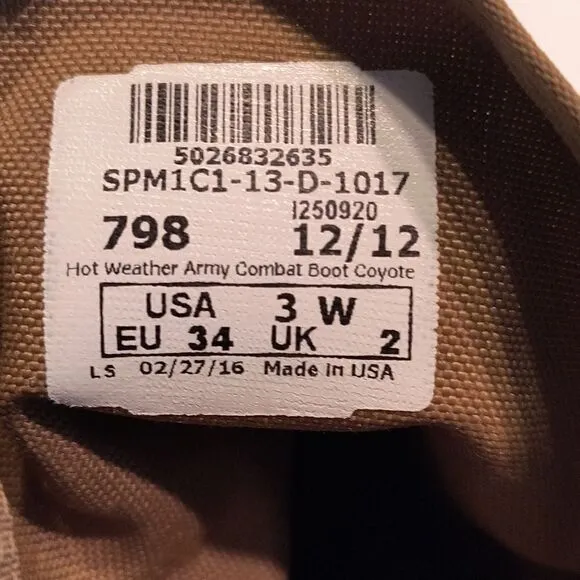 5026832635
SPM1C1-13-D-1017
I250920
798 12/12
Hot Weather Army Combat Boot Coyote
USA 3 W
EU 34 UK 2
LS 02/27/16 Made in USA